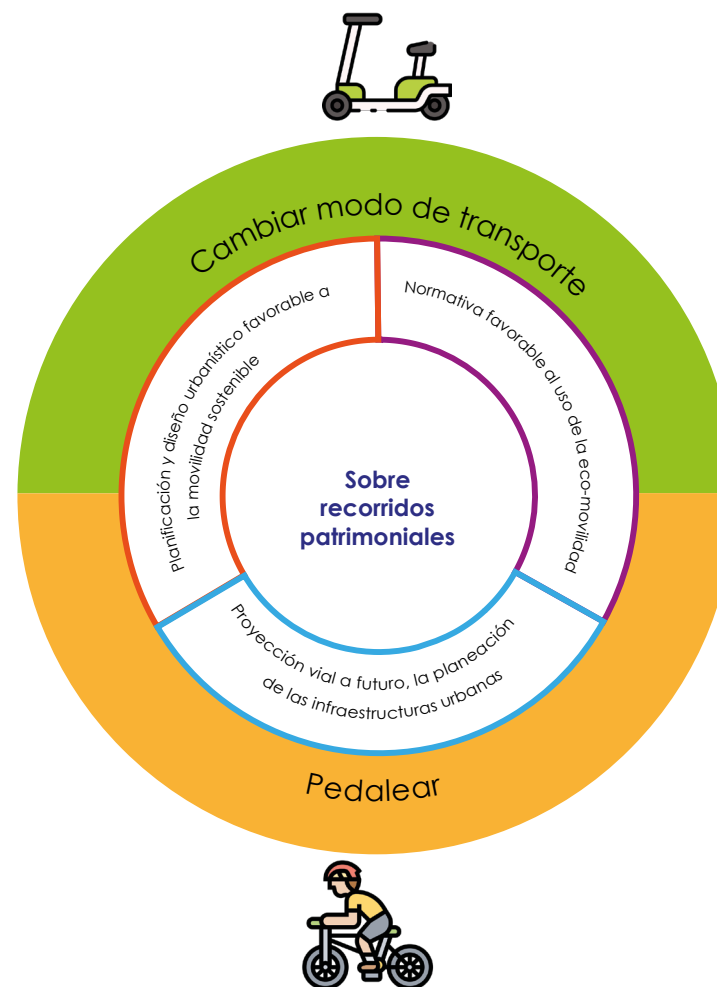 Cambiar modo de transporte
Planificación y diseño urbanístico favorable a
la movilidad sostenible
Normativa favorable al uso de la eco-movilidad
Sobre
recorridos
patrimoniales
Proyección vial a futuro, la planeación
de las infraestructuras urbanas
Pedalear